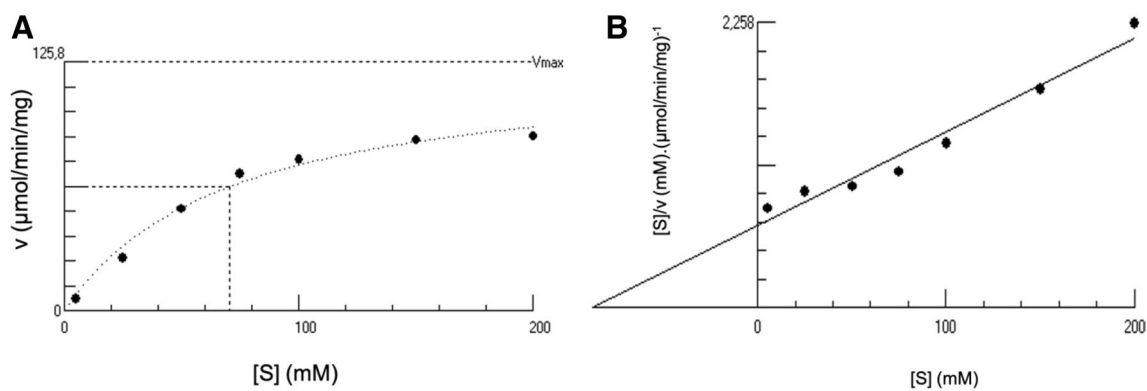 A
125,8
Vmax
v (µmol/min/mg)
0
0
100
200
[S] (mM)
B
2,258
[S]/v (mM).(µmol/min/mg)⁻¹
0
100
200
[S] (mM)